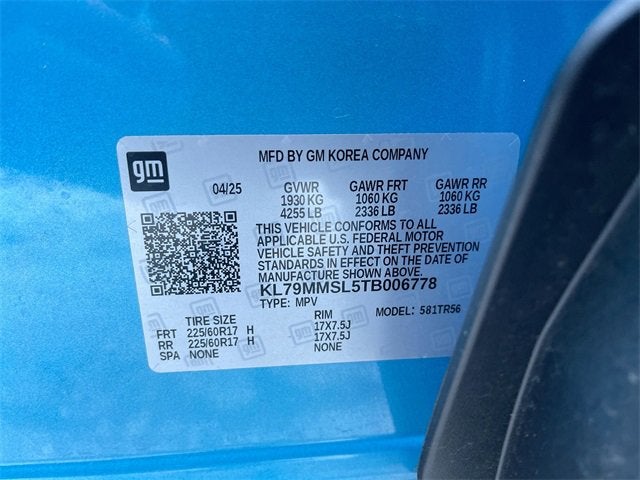 gm
MFD BY GM KOREA COMPANY
04/25 GVWR GAWR FRT GAWR RR
1930 KG 1060 KG 1060 KG
4255 LB 2336 LB 2336 LB
THIS VEHICLE CONFORMS TO ALL
APPLICABLE U.S. FEDERAL MOTOR
VEHICLE SAFETY AND THEFT PREVENTION
STANDARDS IN EFFECT ON THE DATE OF
MANUFACTURE SHOWN ABOVE.
KL79MMSL5TB006778
TYPE: MPV
MODEL: 581TR56
TIRE SIZE RIM
FRT 225/60R17 H 17X7.5J
RR 225/60R17 H 17X7.5J
SPA NONE NONE